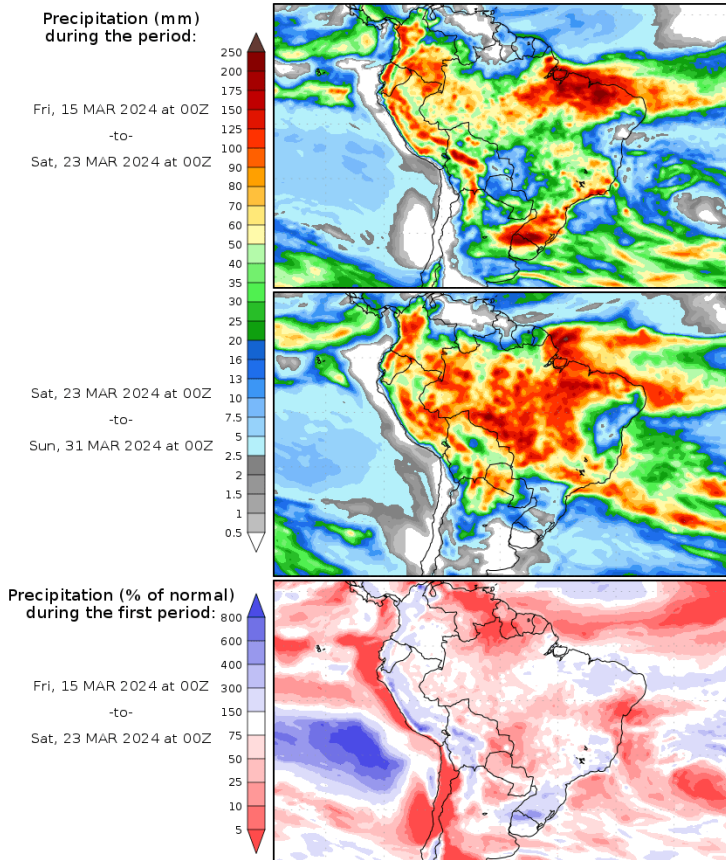 Precipitation (mm)
during the period:
Fri, 15 MAR 2024 at 00Z
-to-
Sat, 23 MAR 2024 at 00Z
Sat, 23 MAR 2024 at 00Z
-to-
Sun, 31 MAR 2024 at 00Z
250
200
175
150
125
100
90
80
70
60
50
40
35
30
25
20
16
13
10
7.5
5
2.5
2
1.5
1
0.5
Precipitation (% of normal)
during the first period:
Fri, 15 MAR 2024 at 00Z
-to-
Sat, 23 MAR 2024 at 00Z
800
600
400
300
150
75
50
25
10
5